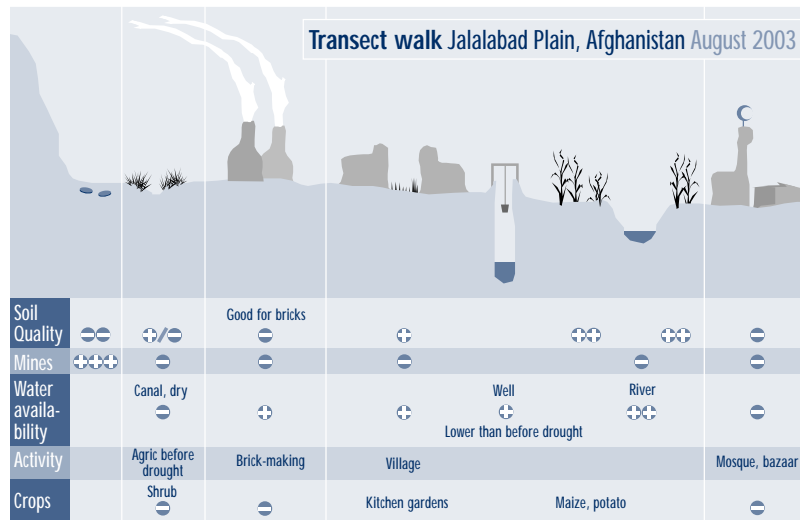 Transect walk Jalalabad Plain, Afghanistan August 2003
Soil
Quality
Good for bricks
Mines
Water
availa-
bility
Canal, dry
Well
River
Lower than before drought
Activity
Agric before
drought
Brick-making
Village
Mosque, bazaar
Crops
Shrub
Kitchen gardens
Maize, potato